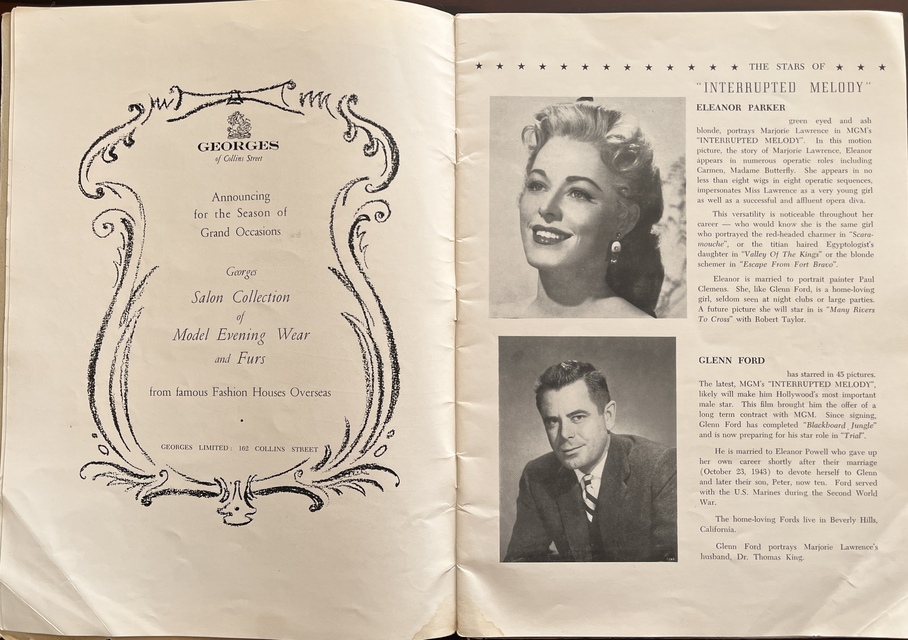 GEORGES
of Collins Street
Announcing
for the Season of
Grand Occasions
Georges
Salon Collection
of
Model Evening Wear
and Furs
from famous Fashion Houses Overseas
GEORGES LIMITED: 162 COLLINS STREET
THE STARS OF
"INTERRUPTED MELODY"
ELEANOR PARKER
green eyed and ash
blonde, portrays Marjorie Lawrence in MGM's
"INTERRUPTED MELODY". In this motion
picture, the story of Marjorie Lawrence, Eleanor
appears in numerous operatic roles including
Carmen, Madame Butterfly. She appears in no
less than eight wigs in eight operatic sequences,
impersonates Miss Lawrence as a very young girl
as well as a successful and affluent opera diva.
This versatility is noticeable throughout her
career — who would know she is the same girl
who portrayed the red-headed charmer in "Scara-
mouche", or the titian haired Egyptologist's
daughter in "Valley Of The Kings" or the blonde
schemer in "Escape From Fort Bravo".
Eleanor is married to portrait painter Paul
Clemens. She, like Glenn Ford, is a home-loving
girl, seldom seen at night clubs or large parties.
A future picture she will star in is "Many Rivers
To Cross" with Robert Taylor.
GLENN FORD
has starred in 45 pictures.
The latest, MGM's "INTERRUPTED MELODY",
likely will make him Hollywood's most important
male star. This film brought him the offer of a
long term contract with MGM. Since signing,
Glenn Ford has completed "Blackboard Jungle"
and is now preparing for his star role in "Trial".
He is married to Eleanor Powell who gave up
her own career shortly after their marriage
(October 23, 1943) to devote herself to Glenn
and later their son, Peter, now ten. Ford served
with the U.S. Marines during the Second World
War.
The home-loving Fords live in Beverly Hills,
California.
Glenn Ford portrays Marjorie Lawrence's
husband, Dr. Thomas King.